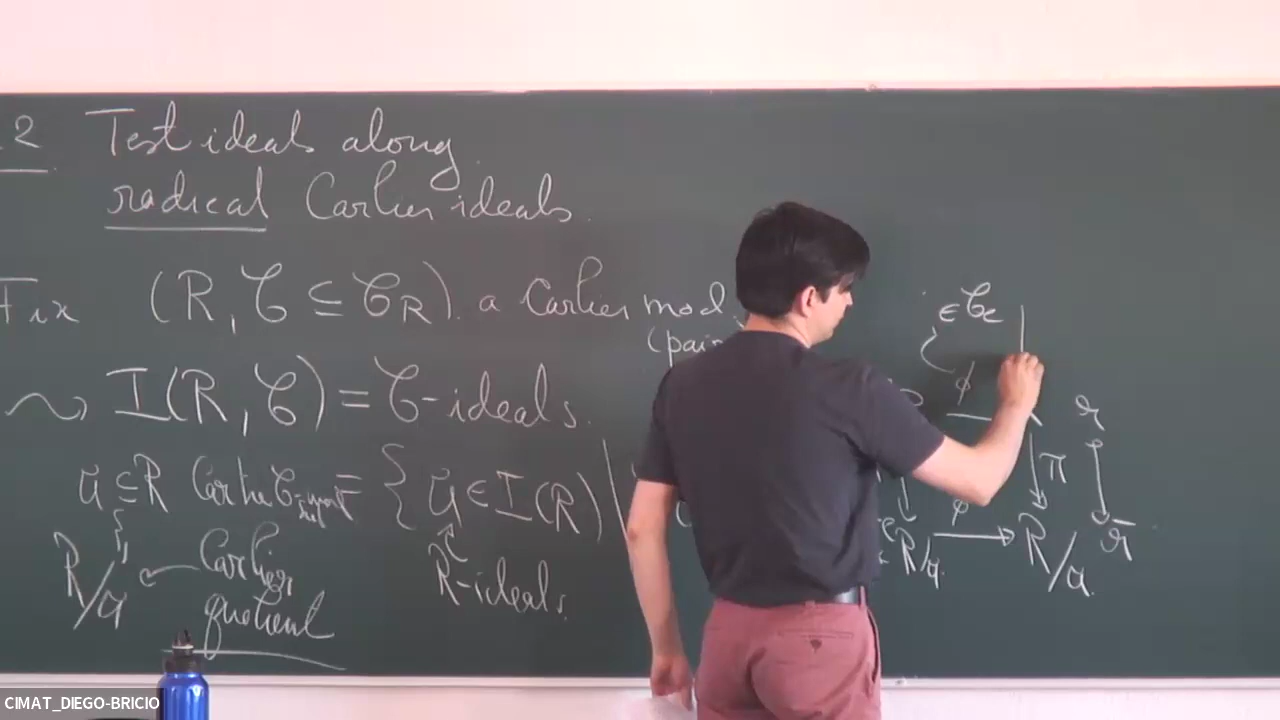 .2 Test ideals along
radical Cartier ideals.
Fix (R, 𝒞 ⊆ 𝒞_R) a Cartier mod.
(pair
⇝ I(R, 𝒞) = 𝒞-ideals.
𝔞 ⊆ R Cartier = { 𝔞 ∈ I(R) |
R/𝔞 ← Cartier quotient
R-ideals.
∈ 𝒞_e
φ
r
↓ π
R/𝔞 → R/𝔞 r̄
CIMAT_DIEGO-BRICIO